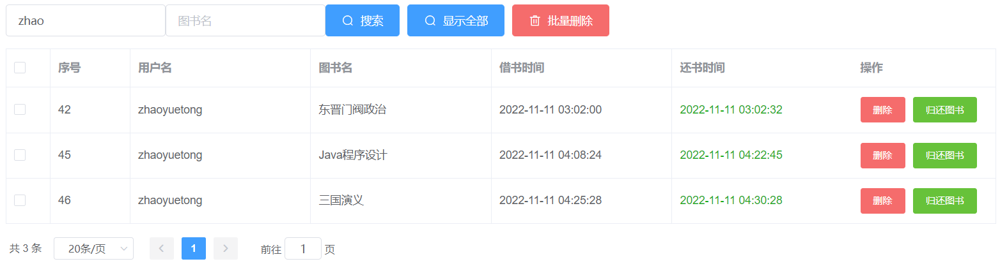 zhao 图书名 搜索 显示全部 批量删除
序号 用户名 图书名 借书时间 还书时间 操作
42 zhaoyuetong 东晋门阀政治 2022-11-11 03:02:00 2022-11-11 03:02:32 删除 归还图书
45 zhaoyuetong Java程序设计 2022-11-11 04:08:24 2022-11-11 04:22:45 删除 归还图书
46 zhaoyuetong 三国演义 2022-11-11 04:25:28 2022-11-11 04:30:28 删除 归还图书
共 3 条 20条/页 1 前往 1 页